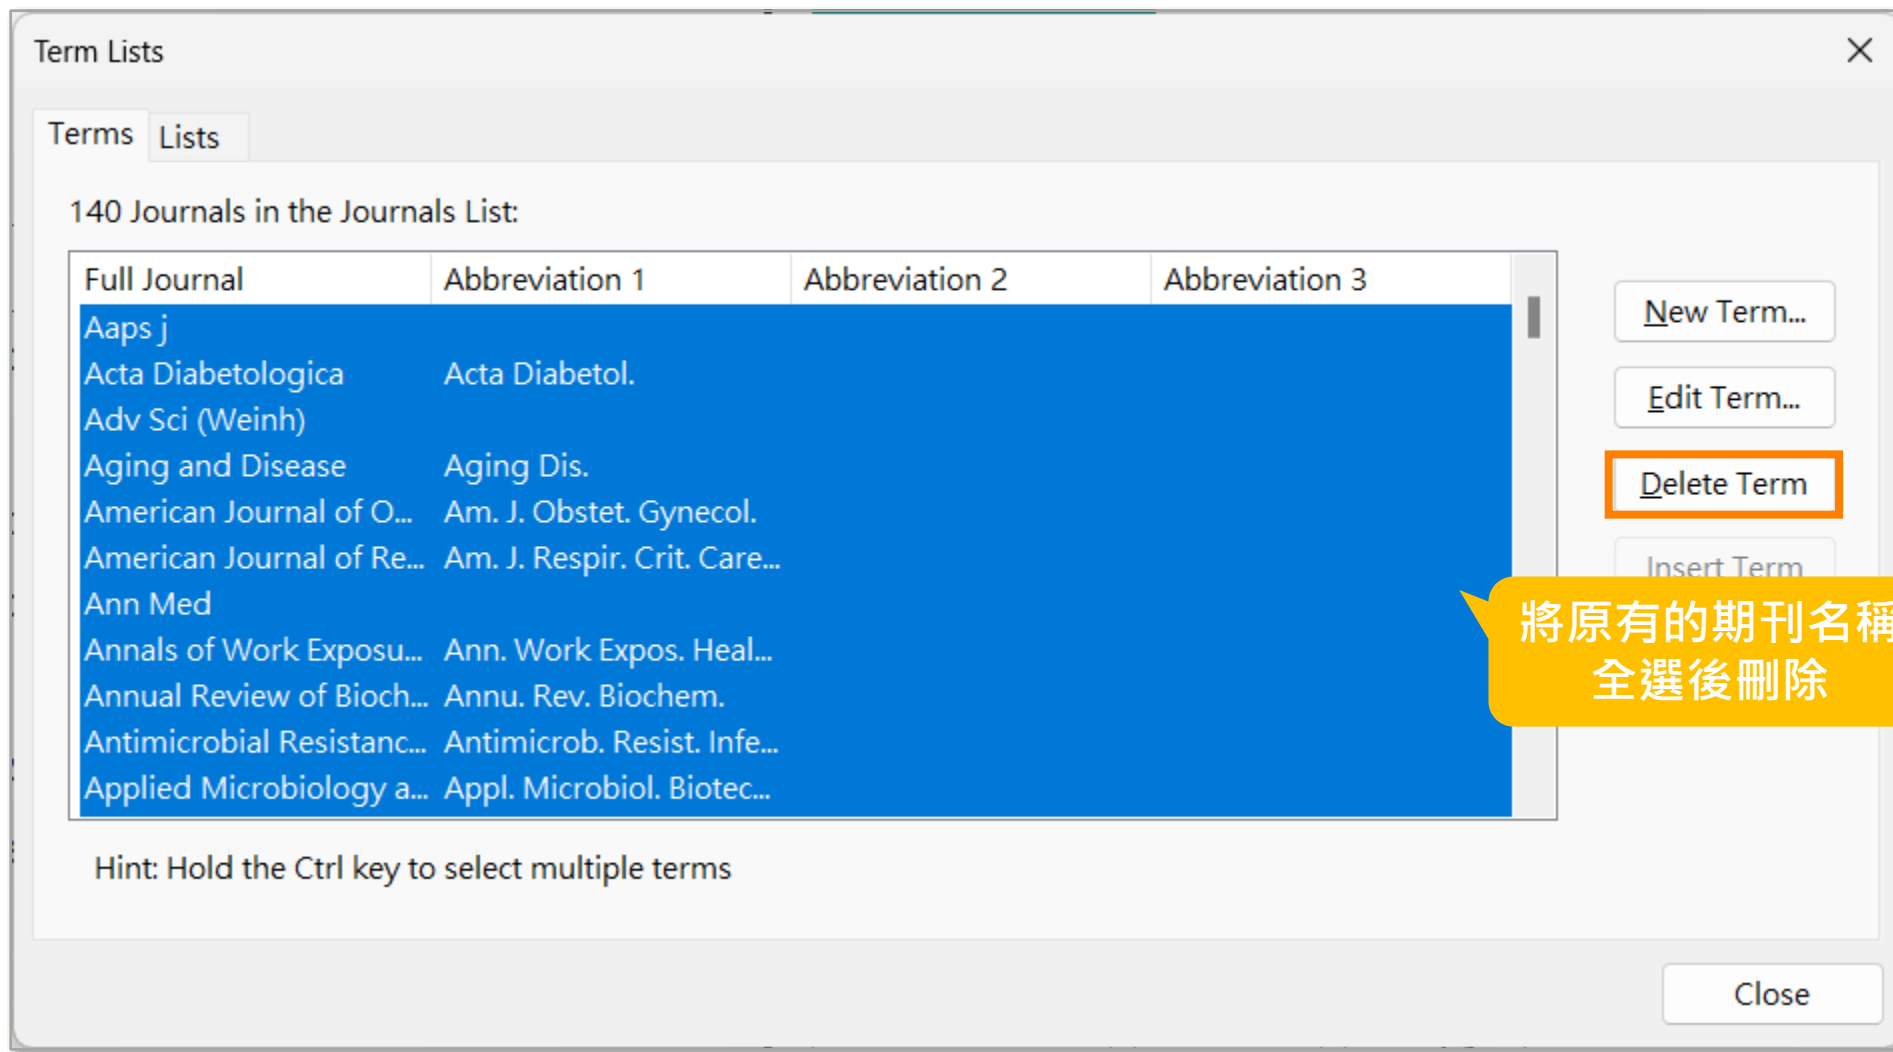 Term Lists
Terms Lists
140 Journals in the Journals List:
Full Journal Abbreviation 1 Abbreviation 2 Abbreviation 3
Aaps j
Acta Diabetologica Acta Diabetol.
Adv Sci (Weinh)
Aging and Disease Aging Dis.
American Journal of O... Am. J. Obstet. Gynecol.
American Journal of Re... Am. J. Respir. Crit. Care...
Ann Med
Annals of Work Exposu... Ann. Work Expos. Heal...
Annual Review of Bioch... Annu. Rev. Biochem.
Antimicrobial Resistanc... Antimicrob. Resist. Infe...
Applied Microbiology a... Appl. Microbiol. Biotec...
New Term...
Edit Term...
Delete Term
Insert Term
將原有的期刊名稱
全選後刪除
Hint: Hold the Ctrl key to select multiple terms
Close